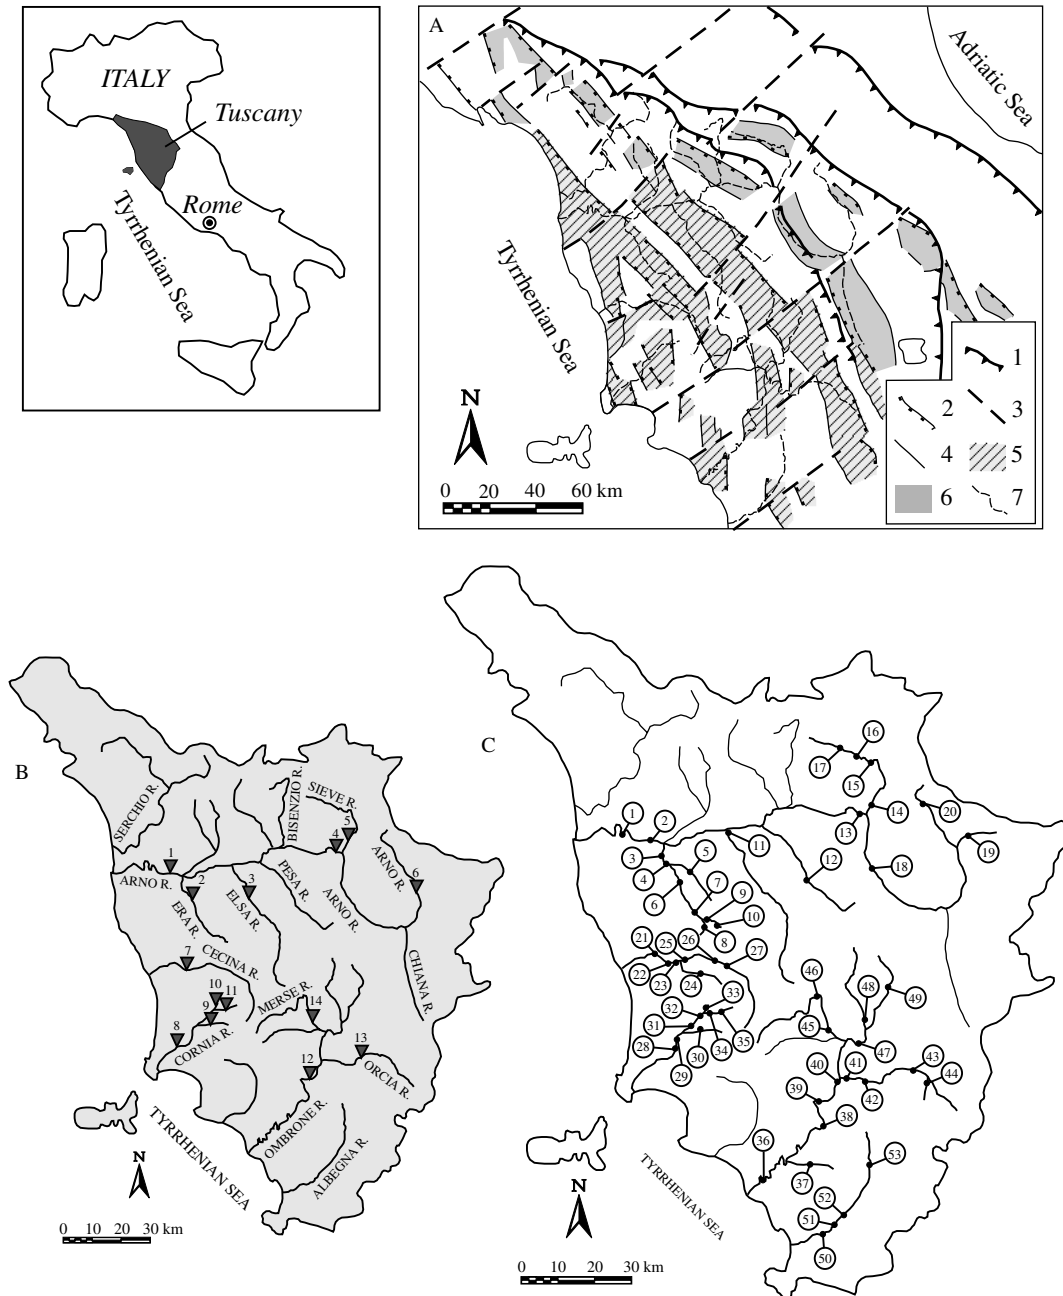 ITALY
Tuscany
Rome
Tyrrhenian Sea
A
Adriatic Sea
Tyrrhenian Sea
N
0 20 40 60 km
1
2
3
4
5
6
7
B
SERCHIO R.
BISENZIO R.
SIEVE R.
5
4
1
ARNO R.
6
ARNO R.
2
3
PESA R.
ARNO R.
ERA R.
ELSA R.
7
CECINA R.
CHIANA R.
10
11
9
MERSE R.
14
8
CORNIA R.
13
12
ORCIA R.
OMBRONE R.
ALBEGNA R.
TYRRHENIAN SEA
N
0 10 20 30 km
C
16
17
15
1
2
14
20
13
11
3
5
19
4
12
18
6
7
9
10
8
21
25
26
27
22
23
24
46
48
49
33
32
31
45
35
34
28
30
47
29
41
43
40
44
39
42
38
36
53
37
52
51
50
TYRRHENIAN SEA
N
0 10 20 30 km